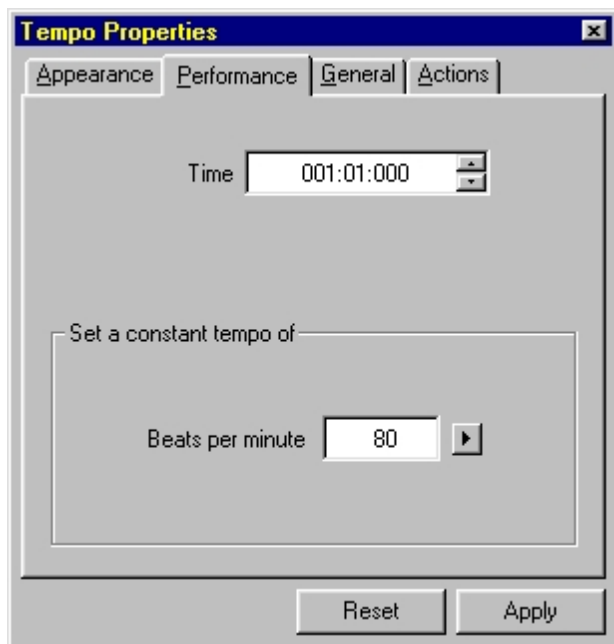 Tempo Properties
Appearance Performance General Actions
Time 001:01:000
Set a constant tempo of
Beats per minute 80
Reset Apply